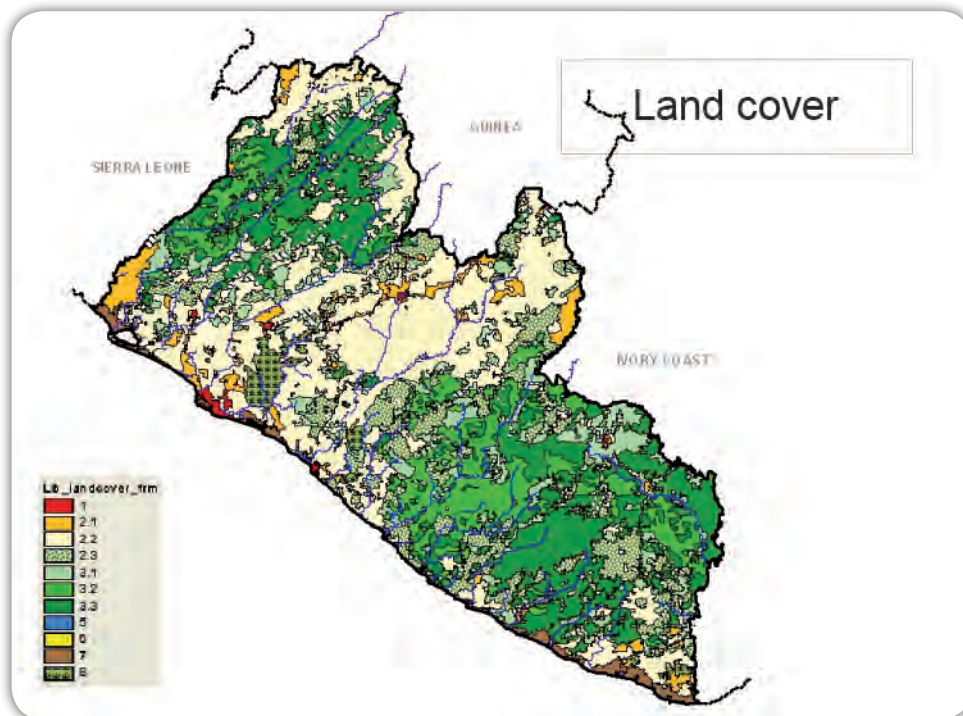 Land cover
GUINEA
SIERRA LEONE
IVORY COAST
Lib_landcover_frm
1
2.1
2.2
2.3
3.1
3.2
3.3
5
6
7
8